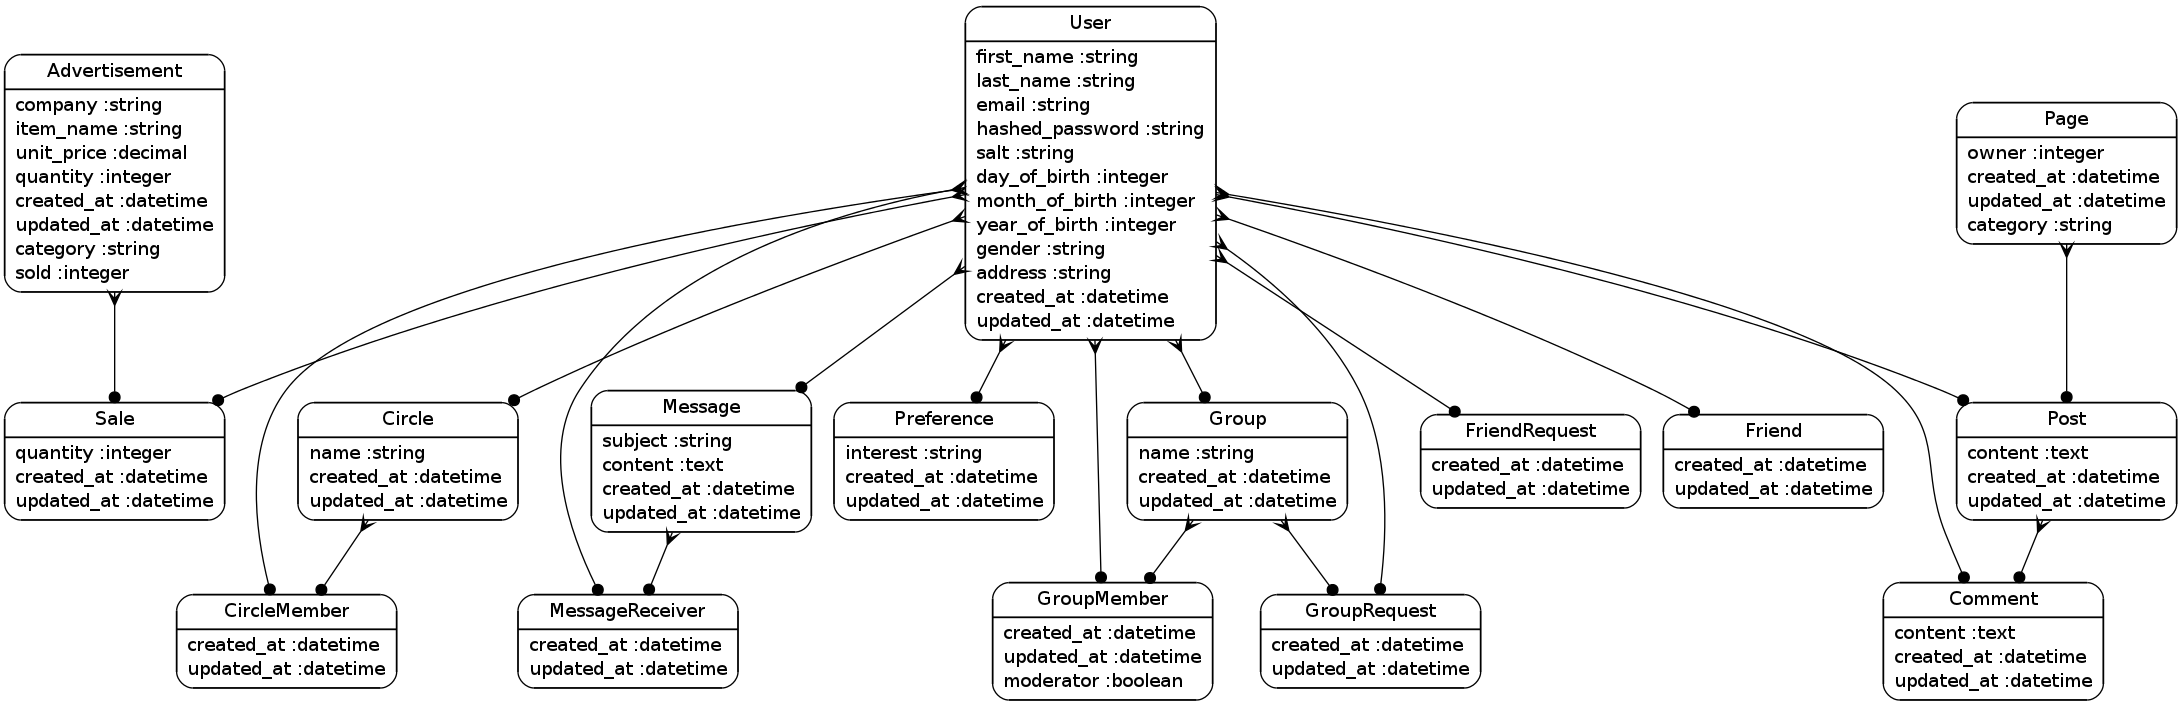 User
first_name :string
last_name :string
email :string
hashed_password :string
salt :string
day_of_birth :integer
month_of_birth :integer
year_of_birth :integer
gender :string
address :string
created_at :datetime
updated_at :datetime
Advertisement
company :string
item_name :string
unit_price :decimal
quantity :integer
created_at :datetime
updated_at :datetime
category :string
sold :integer
Page
owner :integer
created_at :datetime
updated_at :datetime
category :string
Sale
quantity :integer
created_at :datetime
updated_at :datetime
Circle
name :string
created_at :datetime
updated_at :datetime
Message
subject :string
content :text
created_at :datetime
updated_at :datetime
Preference
interest :string
created_at :datetime
updated_at :datetime
Group
name :string
created_at :datetime
updated_at :datetime
FriendRequest
created_at :datetime
updated_at :datetime
Friend
created_at :datetime
updated_at :datetime
Post
content :text
created_at :datetime
updated_at :datetime
CircleMember
created_at :datetime
updated_at :datetime
MessageReceiver
created_at :datetime
updated_at :datetime
GroupMember
created_at :datetime
updated_at :datetime
moderator :boolean
GroupRequest
created_at :datetime
updated_at :datetime
Comment
content :text
created_at :datetime
updated_at :datetime